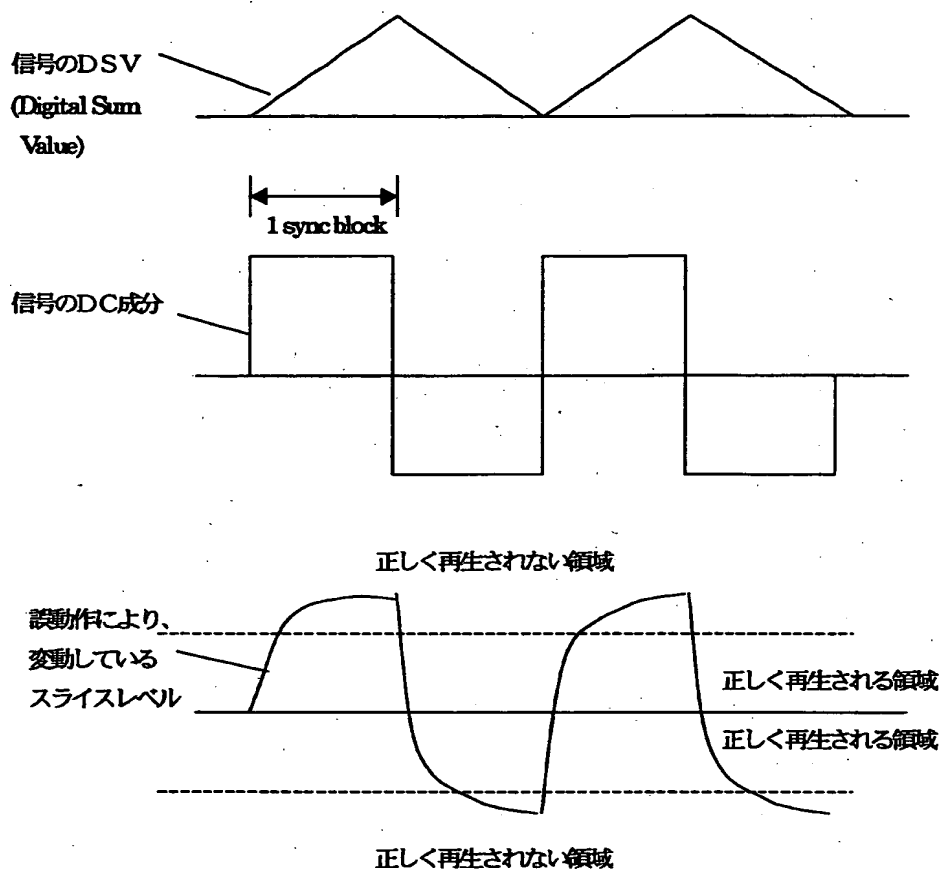 信号のＤＳＶ
(Digital Sum
Value)
1 sync block
信号のＤＣ成分
正しく再生されない領域
誤動作により、
変動している
スライスレベル
正しく再生される領域
正しく再生される領域
正しく再生されない領域